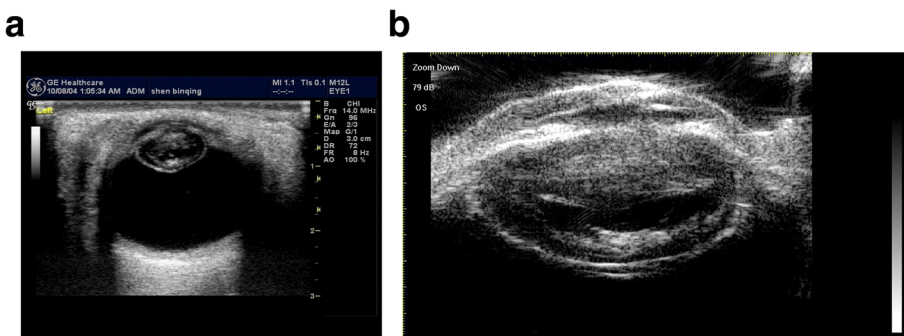 a
b
GE Healthcare
MI 1.1 Tls 0.1 M12L
10/08/04 1:05:34 AM ADM shen binqing
--:--:-- EYE1
Left
B CHI
Frq 14.0 MHz
Gn 96
E/A 2/3
Map G/1
D 3.0 cm
DR 72
FR 8 Hz
AO 100 %
1
2
3
Zoom Down
79 dB
OS